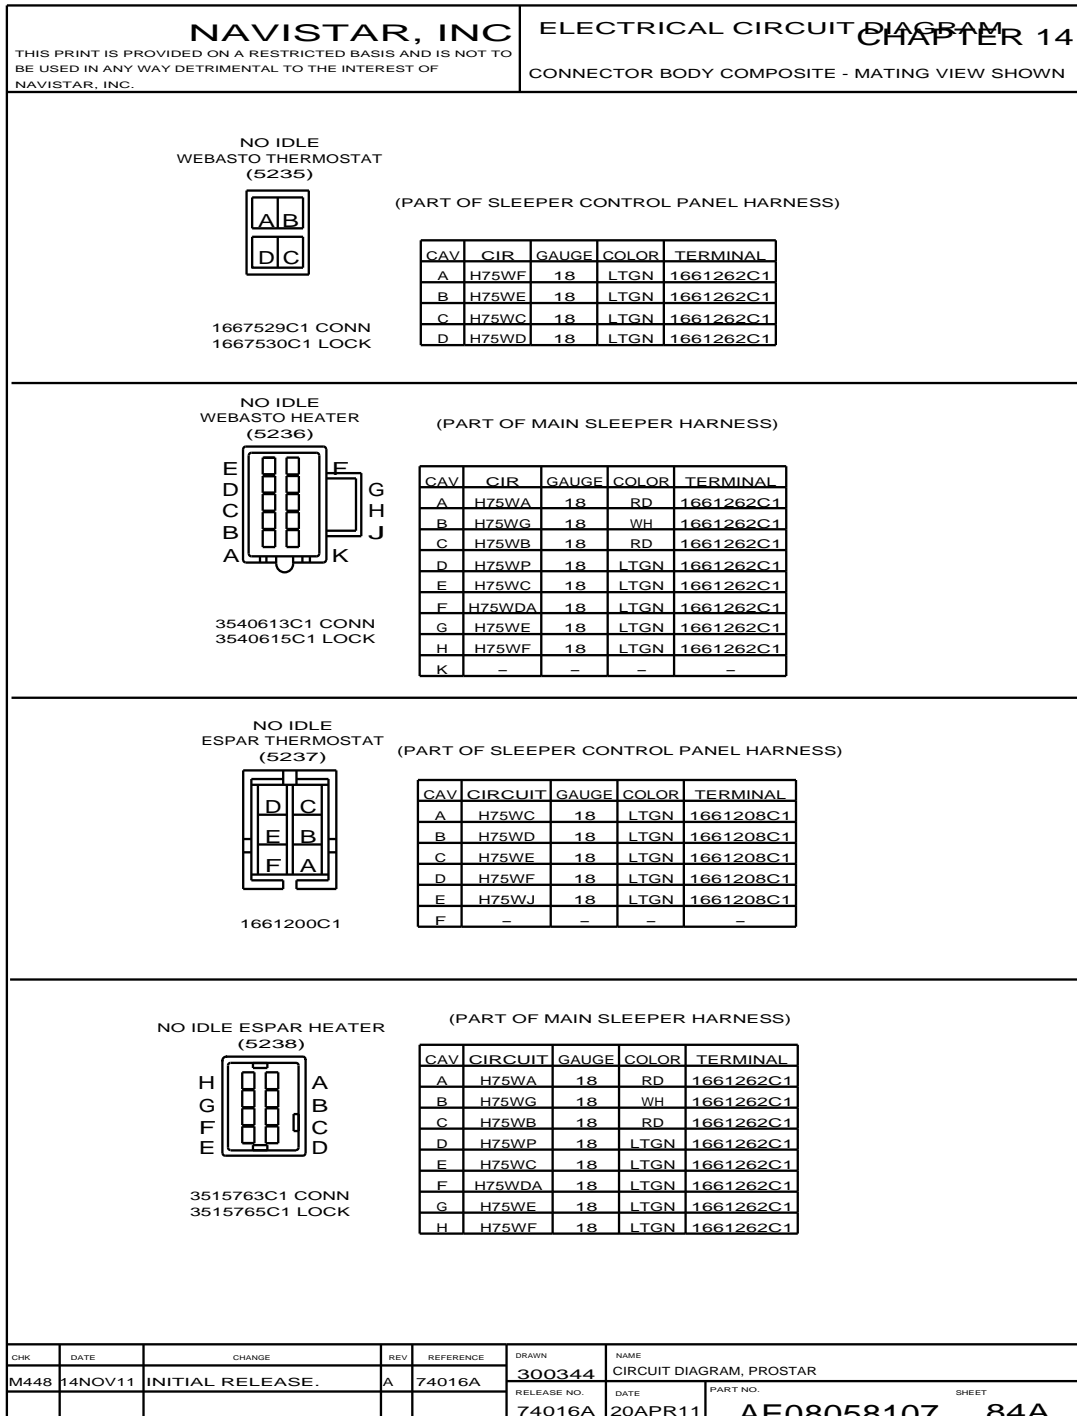 NAVISTAR, INC
THIS PRINT IS PROVIDED ON A RESTRICTED BASIS AND IS NOT TO
BE USED IN ANY WAY DETRIMENTAL TO THE INTEREST OF
NAVISTAR, INC.
ELECTRICAL CIRCUIT DIAGRAM
CHAPTER 14
CONNECTOR BODY COMPOSITE - MATING VIEW SHOWN
NO IDLE
WEBASTO THERMOSTAT
(5235)
A B
D C
1667529C1 CONN
1667530C1 LOCK
(PART OF SLEEPER CONTROL PANEL HARNESS)
CAV CIR GAUGE COLOR TERMINAL
A H75WF 18 LTGN 1661262C1
B H75WE 18 LTGN 1661262C1
C H75WC 18 LTGN 1661262C1
D H75WD 18 LTGN 1661262C1
NO IDLE
WEBASTO HEATER
(5236)
E F
D G
C H
B J
A K
3540613C1 CONN
3540615C1 LOCK
(PART OF MAIN SLEEPER HARNESS)
CAV CIR GAUGE COLOR TERMINAL
A H75WA 18 RD 1661262C1
B H75WG 18 WH 1661262C1
C H75WB 18 RD 1661262C1
D H75WP 18 LTGN 1661262C1
E H75WC 18 LTGN 1661262C1
F H75WDA 18 LTGN 1661262C1
G H75WE 18 LTGN 1661262C1
H H75WF 18 LTGN 1661262C1
K – – – –
NO IDLE
ESPAR THERMOSTAT
(5237)
D C
E B
F A
1661200C1
(PART OF SLEEPER CONTROL PANEL HARNESS)
CAV CIRCUIT GAUGE COLOR TERMINAL
A H75WC 18 LTGN 1661208C1
B H75WD 18 LTGN 1661208C1
C H75WE 18 LTGN 1661208C1
D H75WF 18 LTGN 1661208C1
E H75WJ 18 LTGN 1661208C1
F – – – –
NO IDLE ESPAR HEATER
(5238)
H A
G B
F C
E D
3515763C1 CONN
3515765C1 LOCK
(PART OF MAIN SLEEPER HARNESS)
CAV CIRCUIT GAUGE COLOR TERMINAL
A H75WA 18 RD 1661262C1
B H75WG 18 WH 1661262C1
C H75WB 18 RD 1661262C1
D H75WP 18 LTGN 1661262C1
E H75WC 18 LTGN 1661262C1
F H75WDA 18 LTGN 1661262C1
G H75WE 18 LTGN 1661262C1
H H75WF 18 LTGN 1661262C1
CHK DATE CHANGE REV REFERENCE
M448 14NOV11 INITIAL RELEASE. A 74016A
DRAWN
300344
NAME
CIRCUIT DIAGRAM, PROSTAR
RELEASE NO.
74016A
DATE
20APR11
PART NO.
AE08058107
SHEET
84A